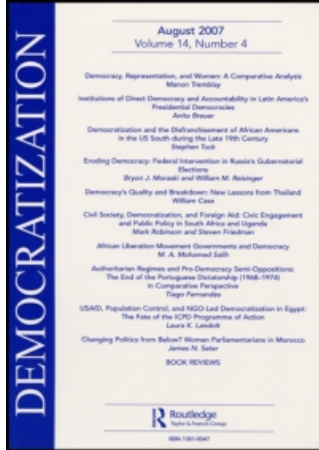 DEMOCRATIZATION
August 2007
Volume 14, Number 4
Democracy, Representation, and Women: A Comparative Analysis
Manon Tremblay
Institutions of Direct Democracy and Accountability in Latin America's
Presidential Democracies
Anita Breuer
Democratization and the Disfranchisement of African Americans
in the US South during the Late 19th Century
Stephen Tuck
Eroding Democracy: Federal Intervention in Russia's Gubernatorial
Elections
Bryon J. Moraski and William M. Reisinger
Democracy's Quality and Breakdown: New Lessons from Thailand
William Case
Civil Society, Democratization, and Foreign Aid: Civic Engagement
and Public Policy in South Africa and Uganda
Mark Robinson and Steven Friedman
African Liberation Movement Governments and Democracy
M. A. Mohamed Salih
Authoritarian Regimes and Pro-Democracy Semi-Oppositions:
The End of the Portuguese Dictatorship (1968–1974)
in Comparative Perspective
Tiago Fernandes
USAID, Population Control, and NGO-Led Democratization in Egypt:
The Fate of the ICPD Programme of Action
Laura K. Landolt
Changing Politics from Below? Women Parliamentarians in Morocco
James N. Sater
BOOK REVIEWS
Routledge
Taylor & Francis Group
ISSN 1351-0347